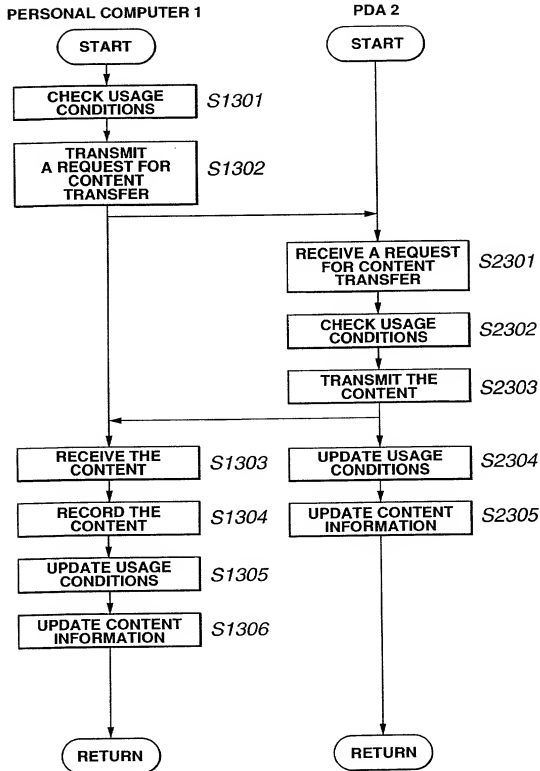 PERSONAL COMPUTER 1
START
CHECK USAGE
CONDITIONS
S1301
TRANSMIT
A REQUEST FOR
CONTENT
TRANSFER
S1302
RECEIVE THE
CONTENT
S1303
RECORD THE
CONTENT
S1304
UPDATE USAGE
CONDITIONS
S1305
UPDATE CONTENT
INFORMATION
S1306
RETURN
PDA 2
START
RECEIVE A REQUEST
FOR CONTENT
TRANSFER
S2301
CHECK USAGE
CONDITIONS
S2302
TRANSMIT THE
CONTENT
S2303
UPDATE USAGE
CONDITIONS
S2304
UPDATE CONTENT
INFORMATION
S2305
RETURN